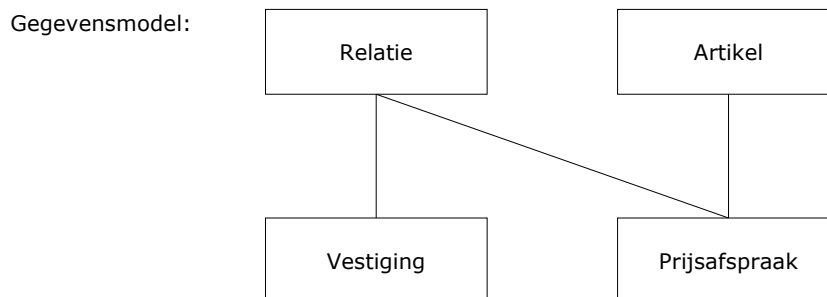 Gegevensmodel:
Relatie
Artikel
Vestiging
Prijsafspraak